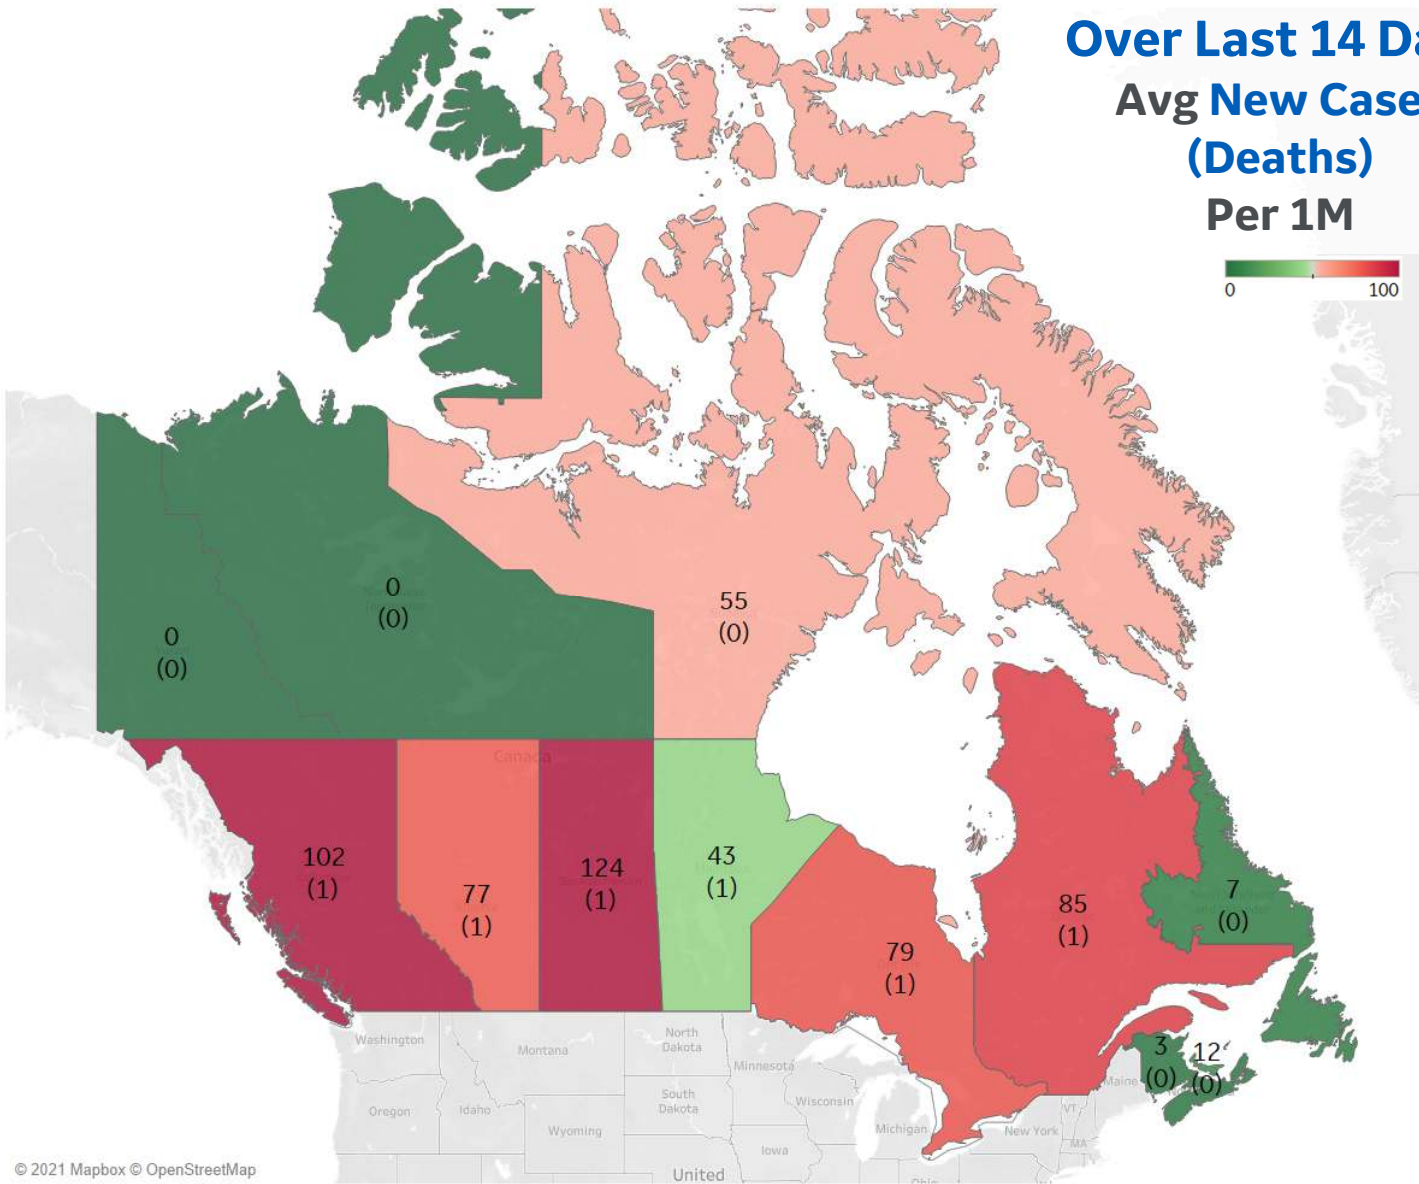 Over Last 14 Da
Avg New Case
(Deaths)
Per 1M
0 100
0
(0)
0
(0)
55
(0)
Canada
102
(1)
77
(1)
124
(1)
43
(1)
79
(1)
85
(1)
7
(0)
3
(0)
12
(0)
Washington
Montana
North
Dakota
Minnesota
Maine
Oregon
Idaho
South
Dakota
Wisconsin
Michigan
New York
VT
MA
Wyoming
Iowa
United
Ohio
© 2021 Mapbox © OpenStreetMap